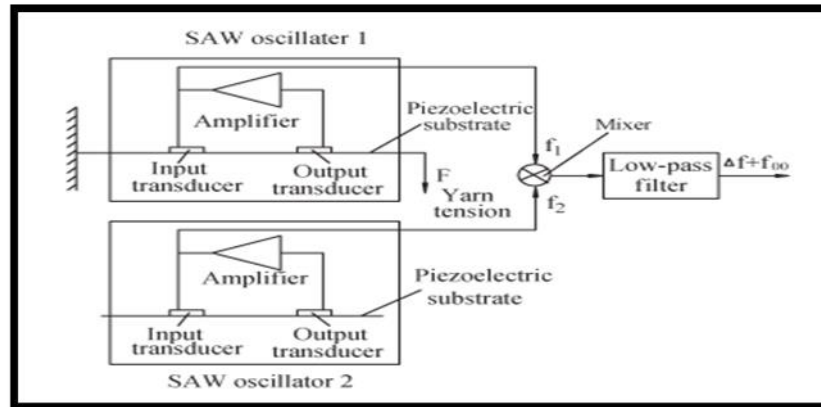 SAW oscillater 1
Amplifier
Piezoelectric
substrate
Input
transducer
Output
transducer
F
Yarn
tension
f₁
Mixer
f₂
Low-pass
filter
Δf+f₀₀
Amplifier
Piezoelectric
substrate
Input
transducer
Output
transducer
SAW oscillator 2